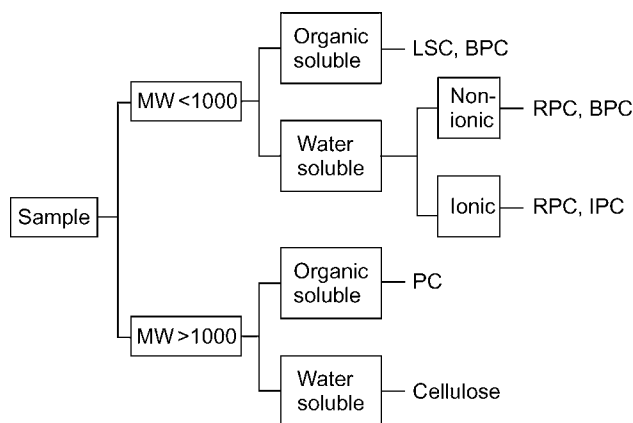 Organic
soluble
LSC, BPC
MW <1000
Non-
ionic
RPC, BPC
Water
soluble
Ionic
RPC, IPC
Sample
Organic
soluble
PC
MW >1000
Water
soluble
Cellulose